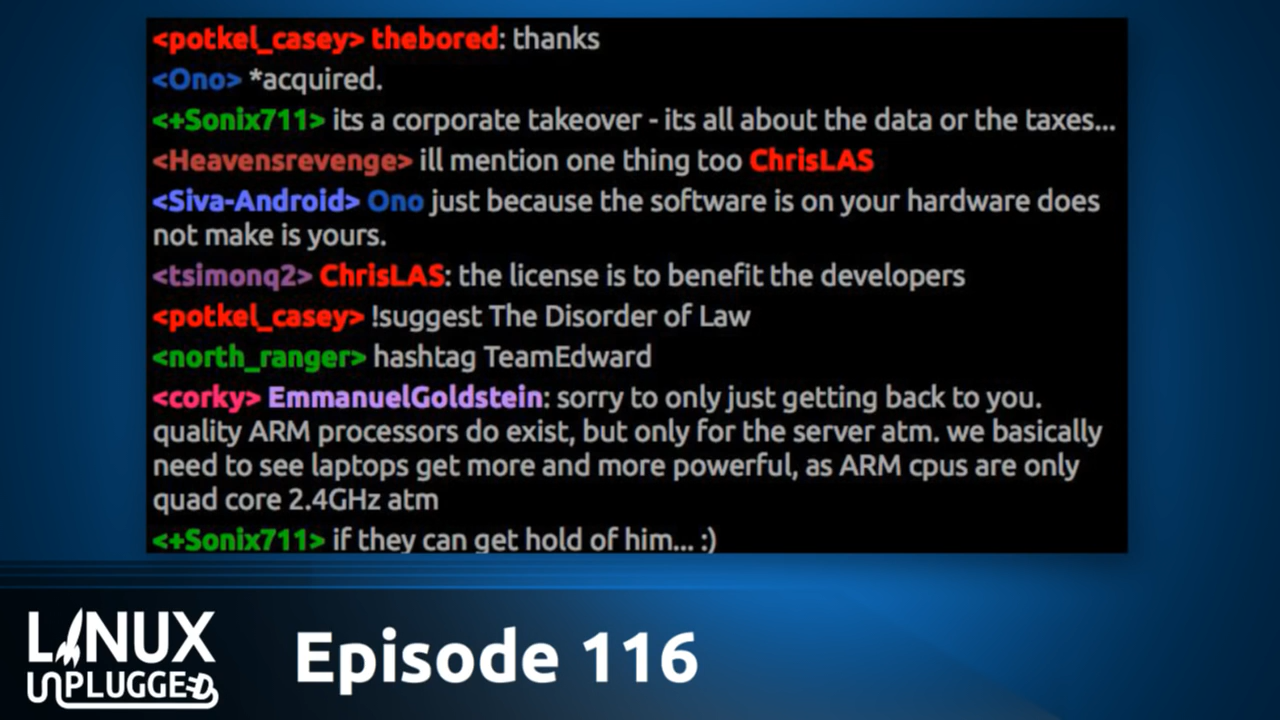 <potkel_casey> thebored: thanks
<Ono> *acquired.
<+Sonix711> its a corporate takeover - its all about the data or the taxes...
<Heavensrevenge> ill mention one thing too ChrisLAS
<Siva-Android> Ono just because the software is on your hardware does
not make is yours.
<tsimonq2> ChrisLAS: the license is to benefit the developers
<potkel_casey> !suggest The Disorder of Law
<north_ranger> hashtag TeamEdward
<corky> EmmanuelGoldstein: sorry to only just getting back to you.
quality ARM processors do exist, but only for the server atm. we basically
need to see laptops get more and more powerful, as ARM cpus are only
quad core 2.4GHz atm
<+Sonix711> if they can get hold of him... :)
LINUX
UNPLUGGED
Episode 116